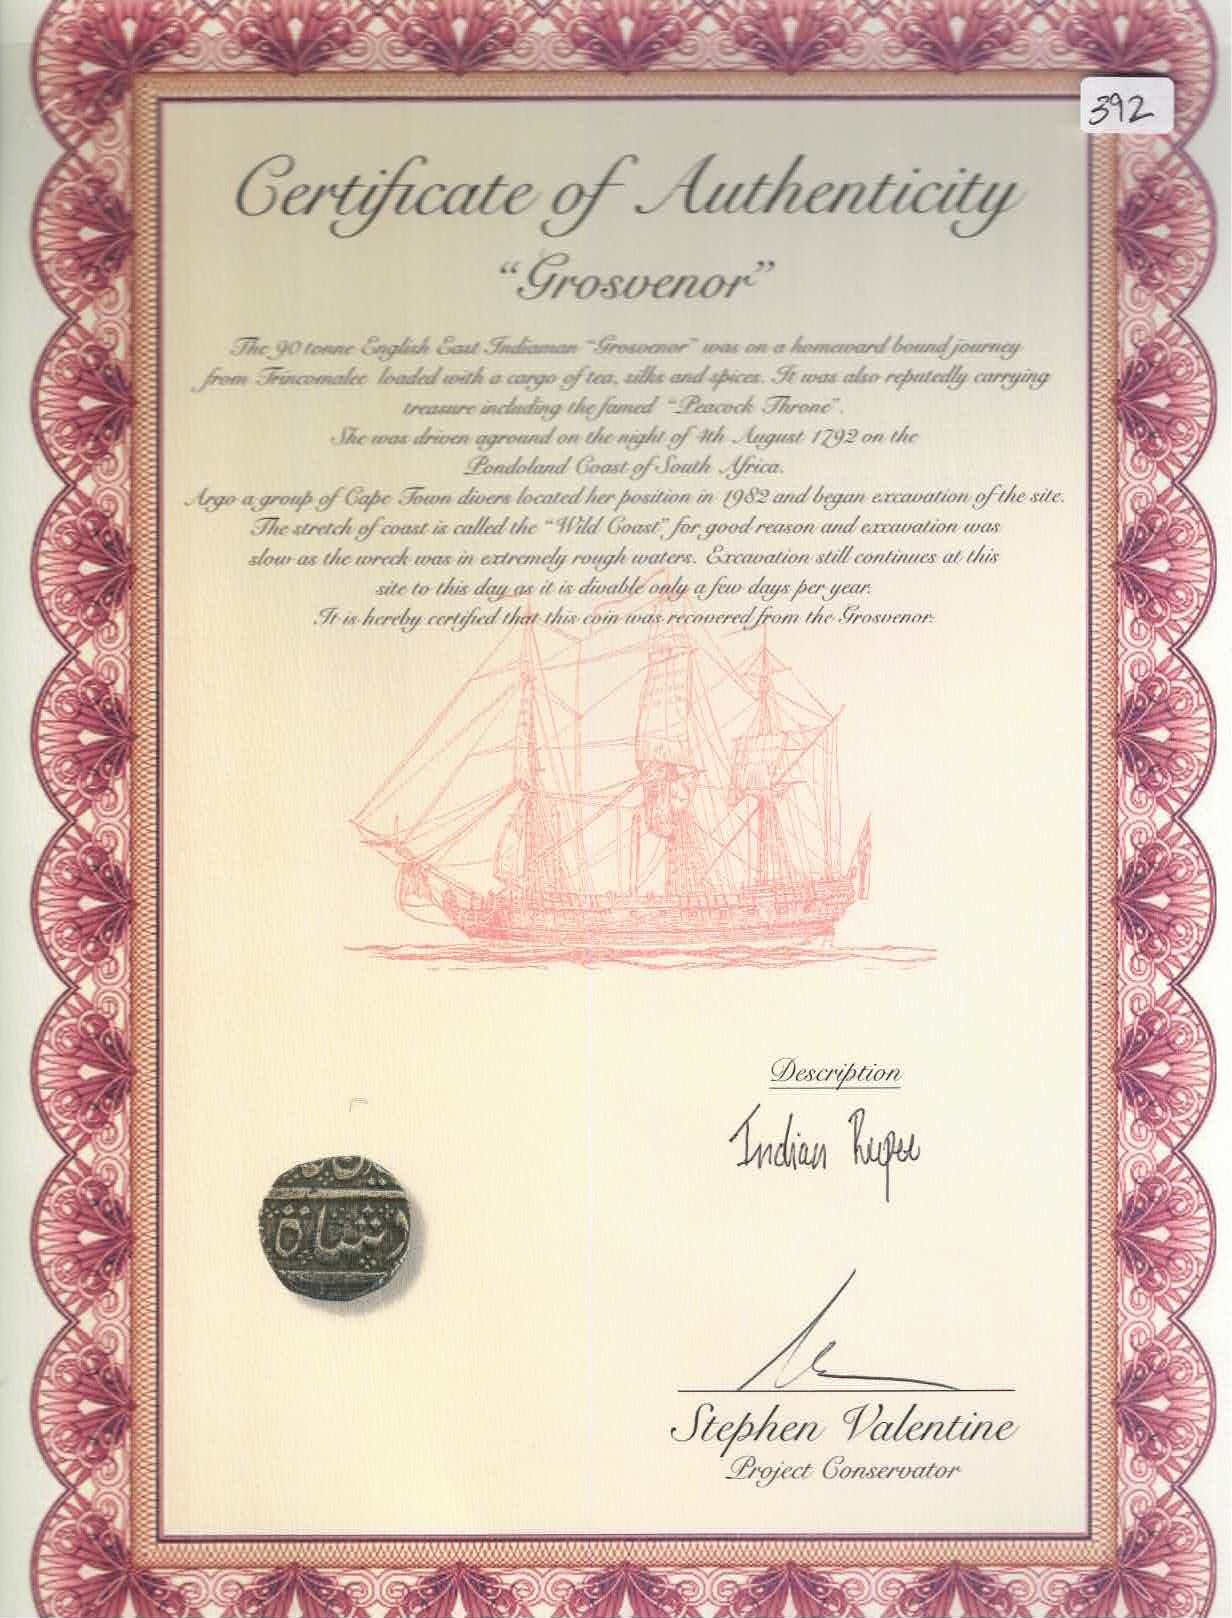 392
Certificate of Authenticity
"Grosvenor"
The 90 tonne English East Indiaman "Grosvenor" was on a homeward bound journey
from Trincomalee loaded with a cargo of tea, silks and spices. It was also reputedly carrying
treasure including the famed "Peacock Throne".
She was driven aground on the night of 4th August 1792 on the
Pondoland Coast of South Africa.
Argo a group of Cape Town divers located her position in 1982 and began excavation of the site.
The stretch of coast is called the "Wild Coast" for good reason and excavation was
slow as the wreck was in extremely rough waters. Excavation still continues at this
site to this day as it is divable only a few days per year.
It is hereby certified that this coin was recovered from the Grosvenor.
Description
Indian Rupee
Stephen Valentine
Project Conservator